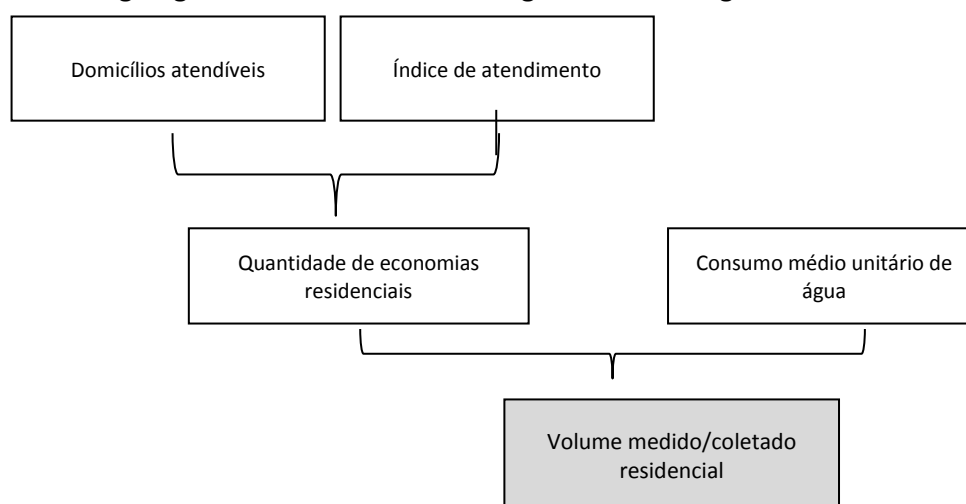 Domicílios atendíveis
Índice de atendimento
Quantidade de economias
residenciais
Consumo médio unitário de
água
Volume medido/coletado
residencial